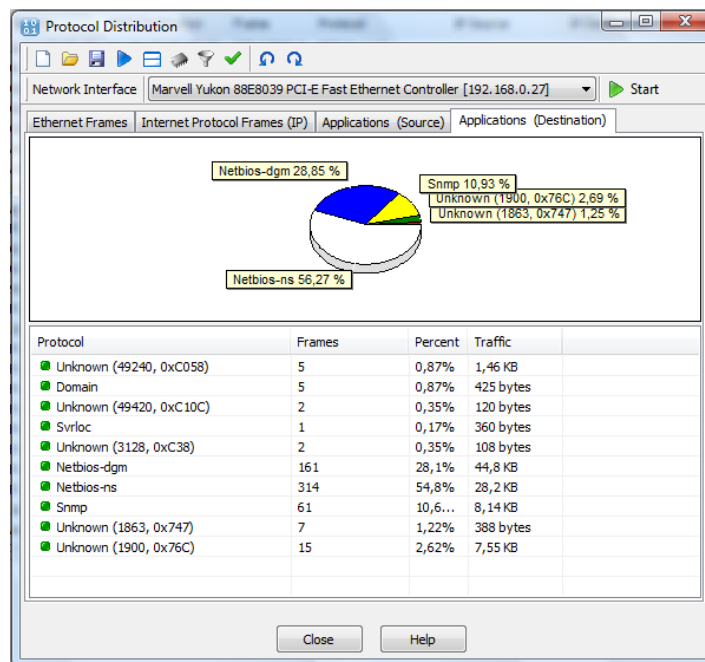 Protocol Distribution
Network Interface Marvell Yukon 88E8039 PCI-E Fast Ethernet Controller [192.168.0.27] Start
Ethernet Frames Internet Protocol Frames (IP) Applications (Source) Applications (Destination)
Netbios-dgm 28,85 %
Snmp 10,93 %
Unknown (1900, 0x76C) 2,69 %
Unknown (1863, 0x747) 1,25 %
Netbios-ns 56,27 %
Protocol Frames Percent Traffic
Unknown (49240, 0xC058) 5 0,87% 1,46 KB
Domain 5 0,87% 425 bytes
Unknown (49420, 0xC10C) 2 0,35% 120 bytes
Svrloc 1 0,17% 360 bytes
Unknown (3128, 0xC38) 2 0,35% 108 bytes
Netbios-dgm 161 28,1% 44,8 KB
Netbios-ns 314 54,8% 28,2 KB
Snmp 61 10,6... 8,14 KB
Unknown (1863, 0x747) 7 1,22% 388 bytes
Unknown (1900, 0x76C) 15 2,62% 7,55 KB
Close Help